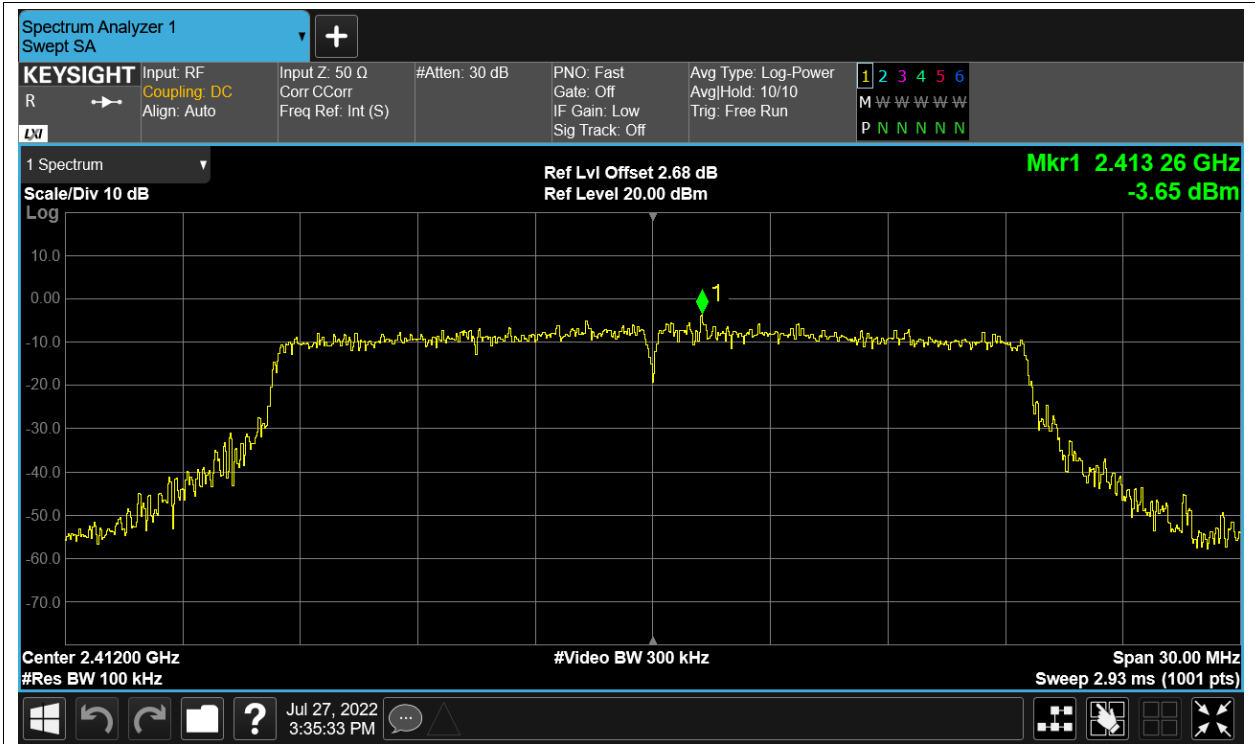 Spectrum Analyzer 1
Swept SA
+
KEYSIGHT
R
LXI
Input: RF
Coupling: DC
Align: Auto
Input Z: 50 Ω
Corr CCorr
Freq Ref: Int (S)
#Atten: 30 dB
PNO: Fast
Gate: Off
IF Gain: Low
Sig Track: Off
Avg Type: Log-Power
Avg|Hold: 10/10
Trig: Free Run
1 2 3 4 5 6
M W W W W W
P N N N N N
1 Spectrum
Scale/Div 10 dB
Log
Ref Lvl Offset 2.68 dB
Ref Level 20.00 dBm
Mkr1 2.413 26 GHz
-3.65 dBm
10.0
0.00
1
-10.0
-20.0
-30.0
-40.0
-50.0
-60.0
-70.0
Center 2.41200 GHz
#Res BW 100 kHz
#Video BW 300 kHz
Span 30.00 MHz
Sweep 2.93 ms (1001 pts)
?
Jul 27, 2022
3:35:33 PM